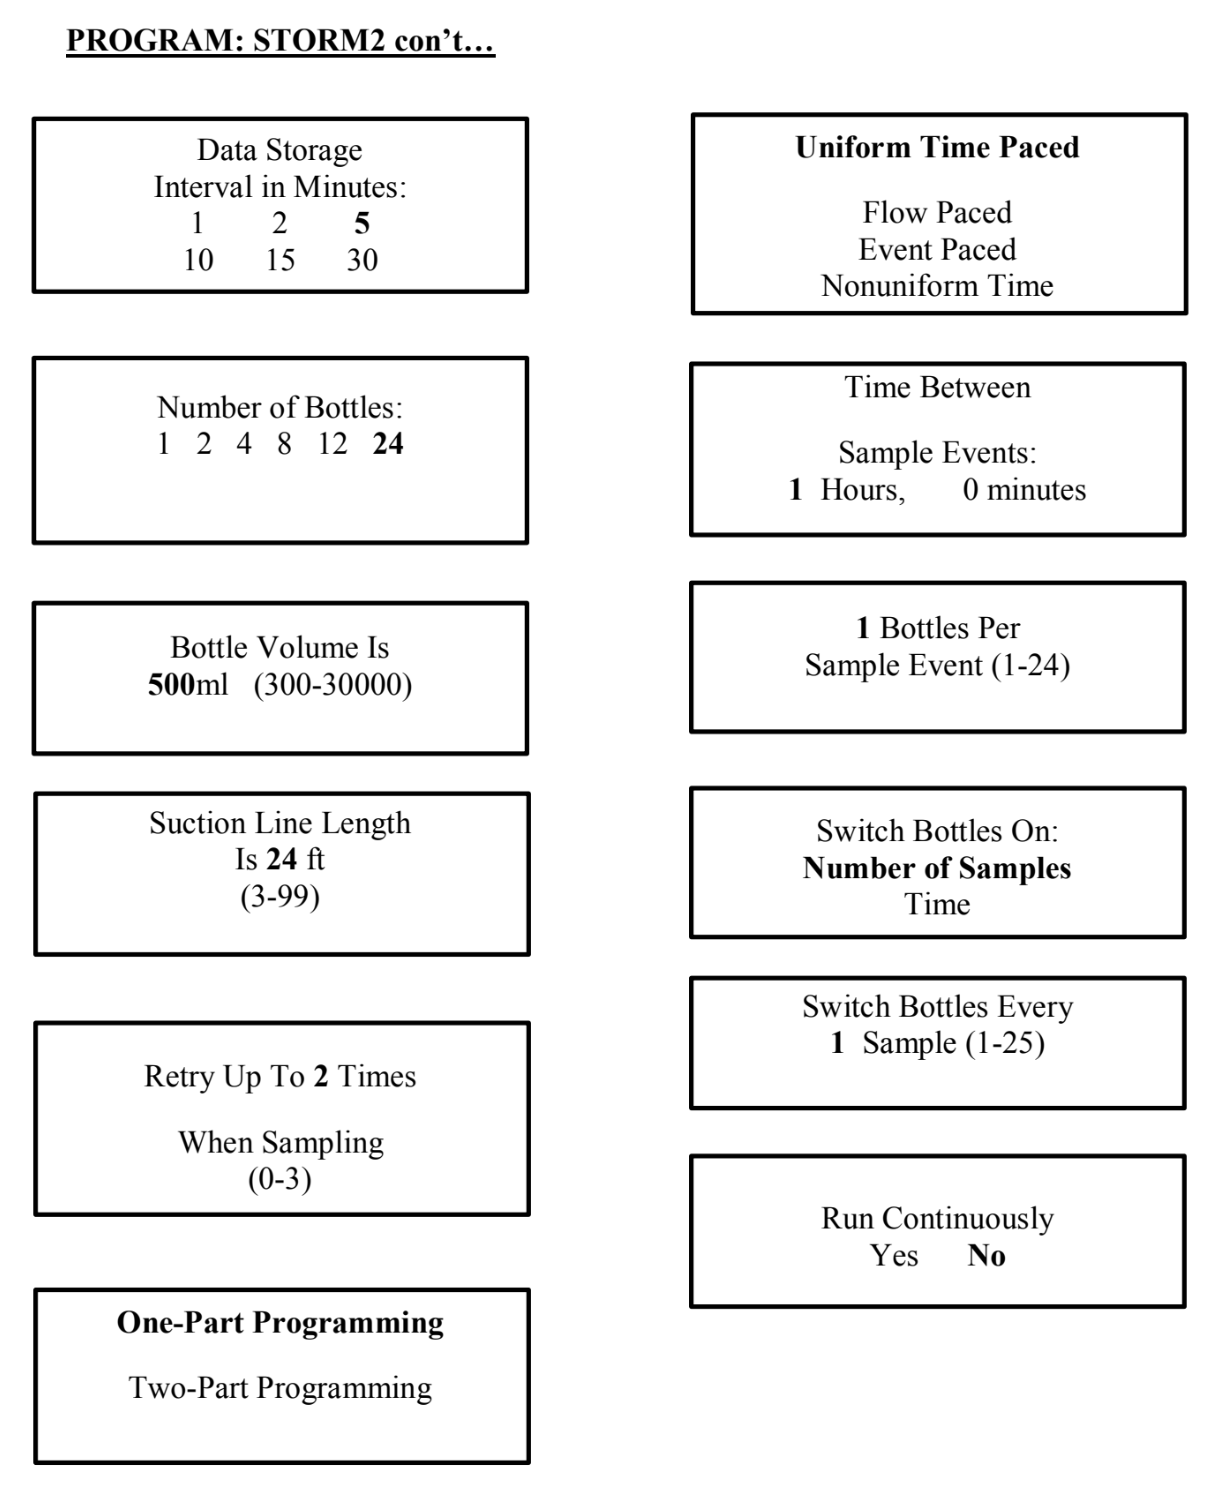 PROGRAM: STORM2 con’t…
Data Storage
Interval in Minutes:
1 2 5
10 15 30
Number of Bottles:
1 2 4 8 12 24
Bottle Volume Is
500ml (300-30000)
Suction Line Length
Is 24 ft
(3-99)
Retry Up To 2 Times
When Sampling
(0-3)
One-Part Programming
Two-Part Programming
Uniform Time Paced
Flow Paced
Event Paced
Nonuniform Time
Time Between
Sample Events:
1 Hours, 0 minutes
1 Bottles Per
Sample Event (1-24)
Switch Bottles On:
Number of Samples
Time
Switch Bottles Every
1 Sample (1-25)
Run Continuously
Yes No